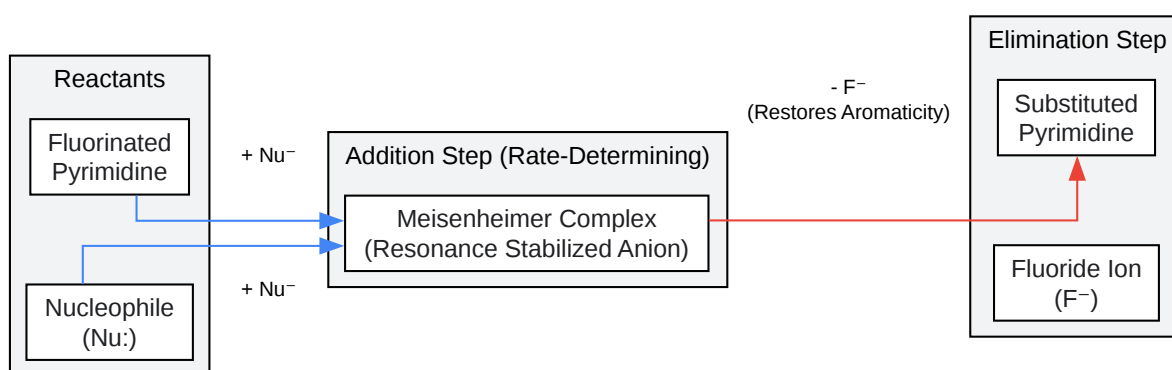 Reactants
Fluorinated
Pyrimidine
Nucleophile
(Nu:)
+ Nu⁻
+ Nu⁻
Addition Step (Rate-Determining)
Meisenheimer Complex
(Resonance Stabilized Anion)
- F⁻
(Restores Aromaticity)
Elimination Step
Substituted
Pyrimidine
Fluoride Ion
(F⁻)